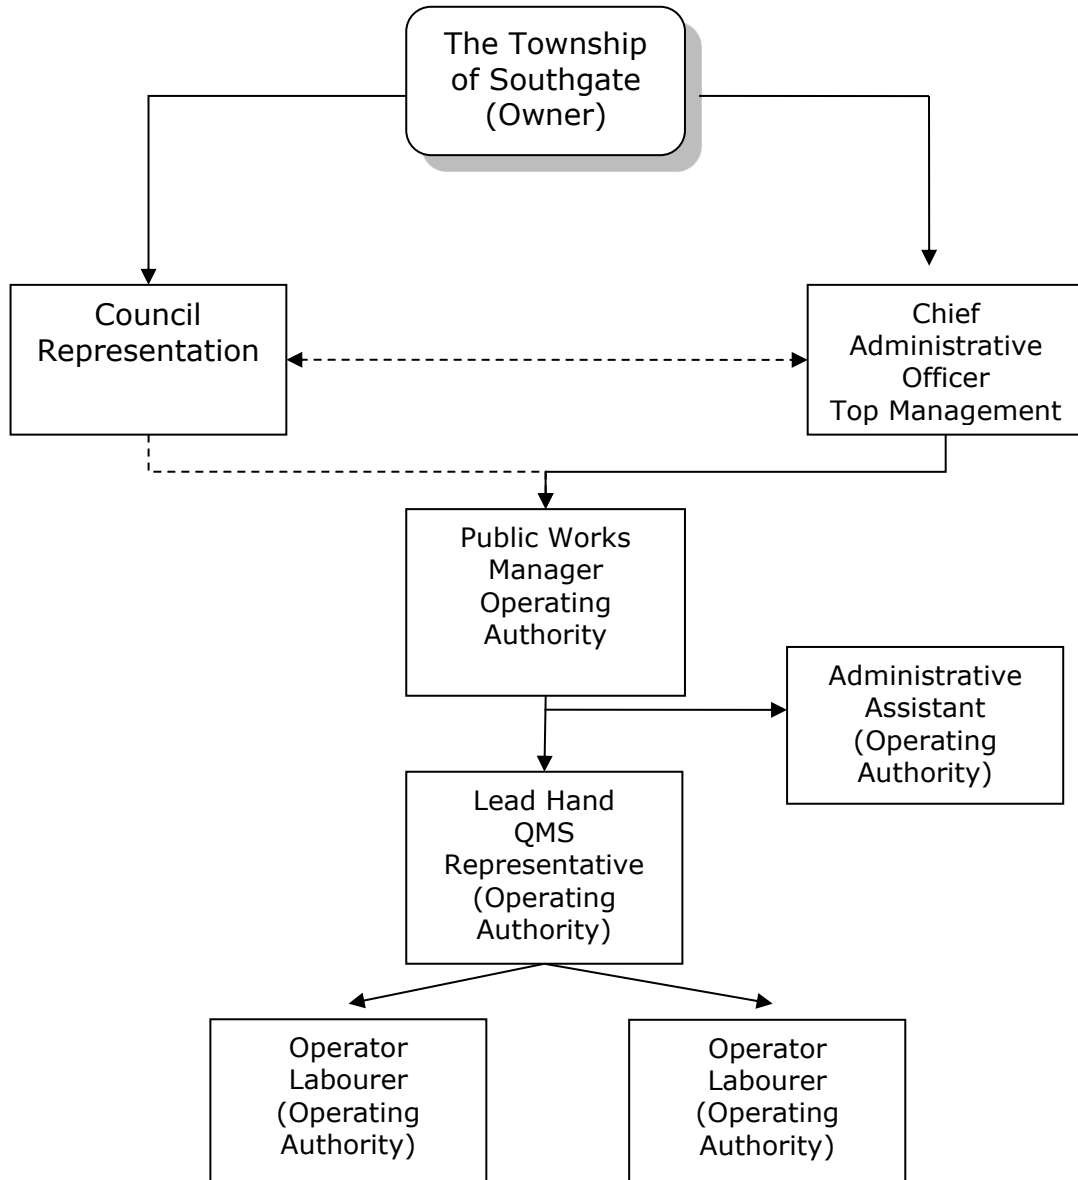 The Township
of Southgate
(Owner)
Council
Representation
Chief
Administrative
Officer
Top Management
Public Works
Manager
Operating
Authority
Administrative
Assistant
(Operating
Authority)
Lead Hand
QMS
Representative
(Operating
Authority)
Operator
Labourer
(Operating
Authority)
Operator
Labourer
(Operating
Authority)